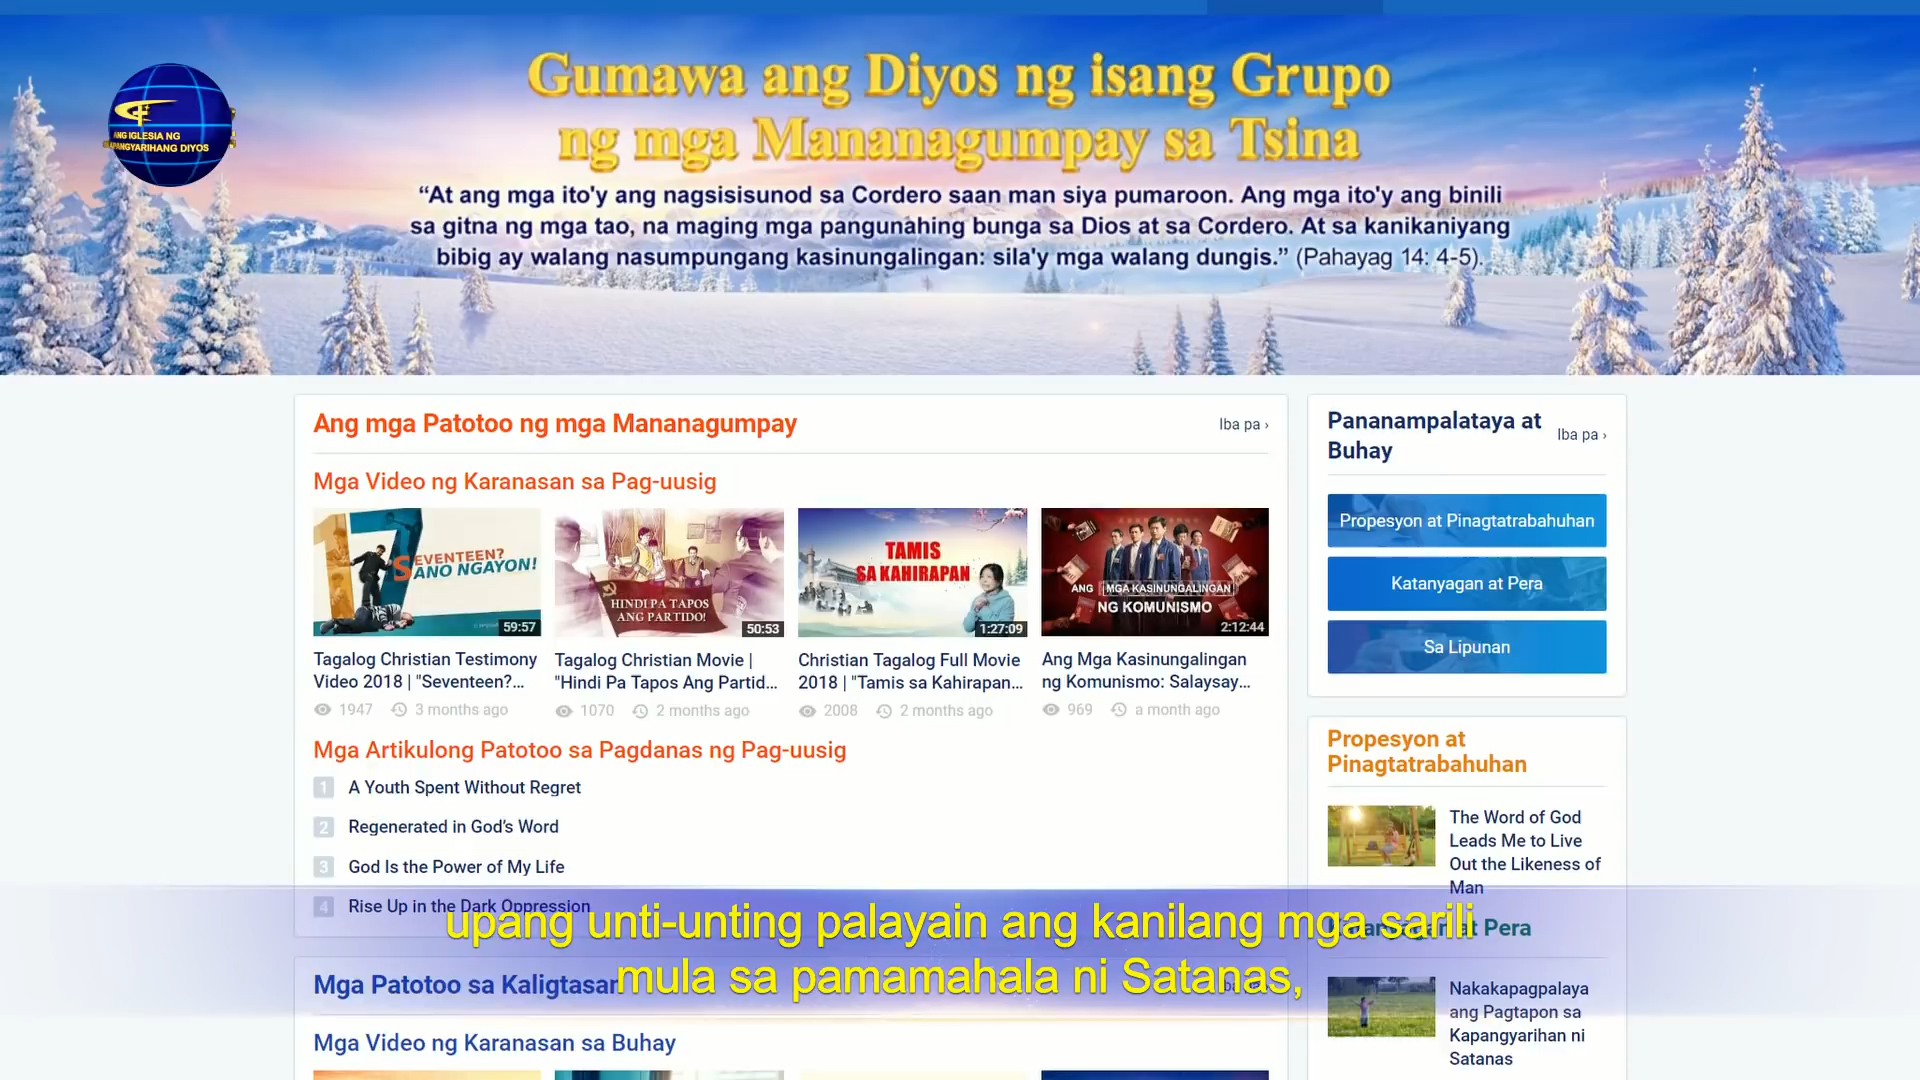 Gumawa ang Diyos ng isang Grupo
ng mga Mananagumpay sa Tsina
“At ang mga ito'y ang nagsisisunod sa Cordero saan man siya pumaroon. Ang mga ito'y ang binili
sa gitna ng mga tao, na maging mga pangunahing bunga sa Dios at sa Cordero. At sa kanikaniyang
bibig ay walang nasumpungang kasinungalingan: sila'y mga walang dungis.” (Pahayag 14: 4-5).
ANG IGLESIA NG
DIYOS
Ang mga Patotoo ng mga Mananagumpay
Iba pa ›
Mga Video ng Karanasan sa Pag-uusig
17
SEVENTEEN?
ANO NGAYON!
59:57
HINDI PA TAPOS
ANG PARTIDO!
50:53
TAMIS
SA KAHIRAPAN
1:27:09
ANG MGA KASINUNGALINGAN
NG KOMUNISMO
2:12:44
Tagalog Christian Testimony
Video 2018 | "Seventeen?...
1947 3 months ago
Tagalog Christian Movie |
"Hindi Pa Tapos Ang Partid...
1070 2 months ago
Christian Tagalog Full Movie
2018 | "Tamis sa Kahirapan...
2008 2 months ago
Ang Mga Kasinungalingan
ng Komunismo: Salaysay...
969 a month ago
Mga Artikulong Patotoo sa Pagdanas ng Pag-uusig
1 A Youth Spent Without Regret
2 Regenerated in God's Word
3 God Is the Power of My Life
4 Rise Up in the Dark Oppression
Mga Patotoo sa Kaligtasan
Mga Video ng Karanasan sa Buhay
Pananampalataya at
Buhay
Iba pa ›
Propesyon at Pinagtatrabahuhan
Katanyagan at Pera
Sa Lipunan
Propesyon at
Pinagtatrabahuhan
The Word of God
Leads Me to Live
Out the Likeness of
Man
at Pera
Nakakapagpalaya
ang Pagtapon sa
Kapangyarihan ni
Satanas
upang unti-unting palayain ang kanilang mga sarili
mula sa pamamahala ni Satanas,